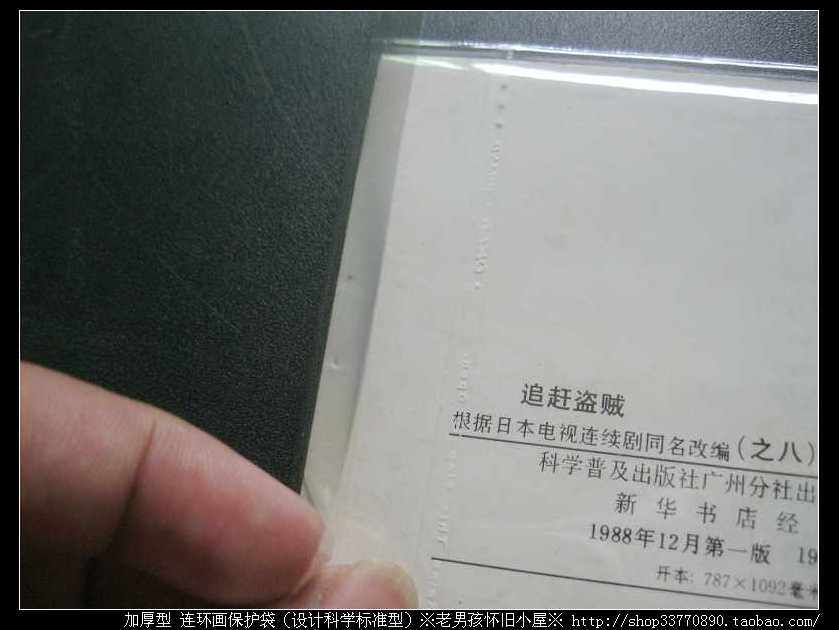 追赶盗贼
根据日本电视连续剧同名改编(之八)
科学普及出版社广州分社出
新华书店经
1988年12月第一版 19
开本:787×1092毫米
加厚型 连环画保护袋(设计科学标准型)※老男孩怀旧小屋※ http://shop33770890.taobao.com/